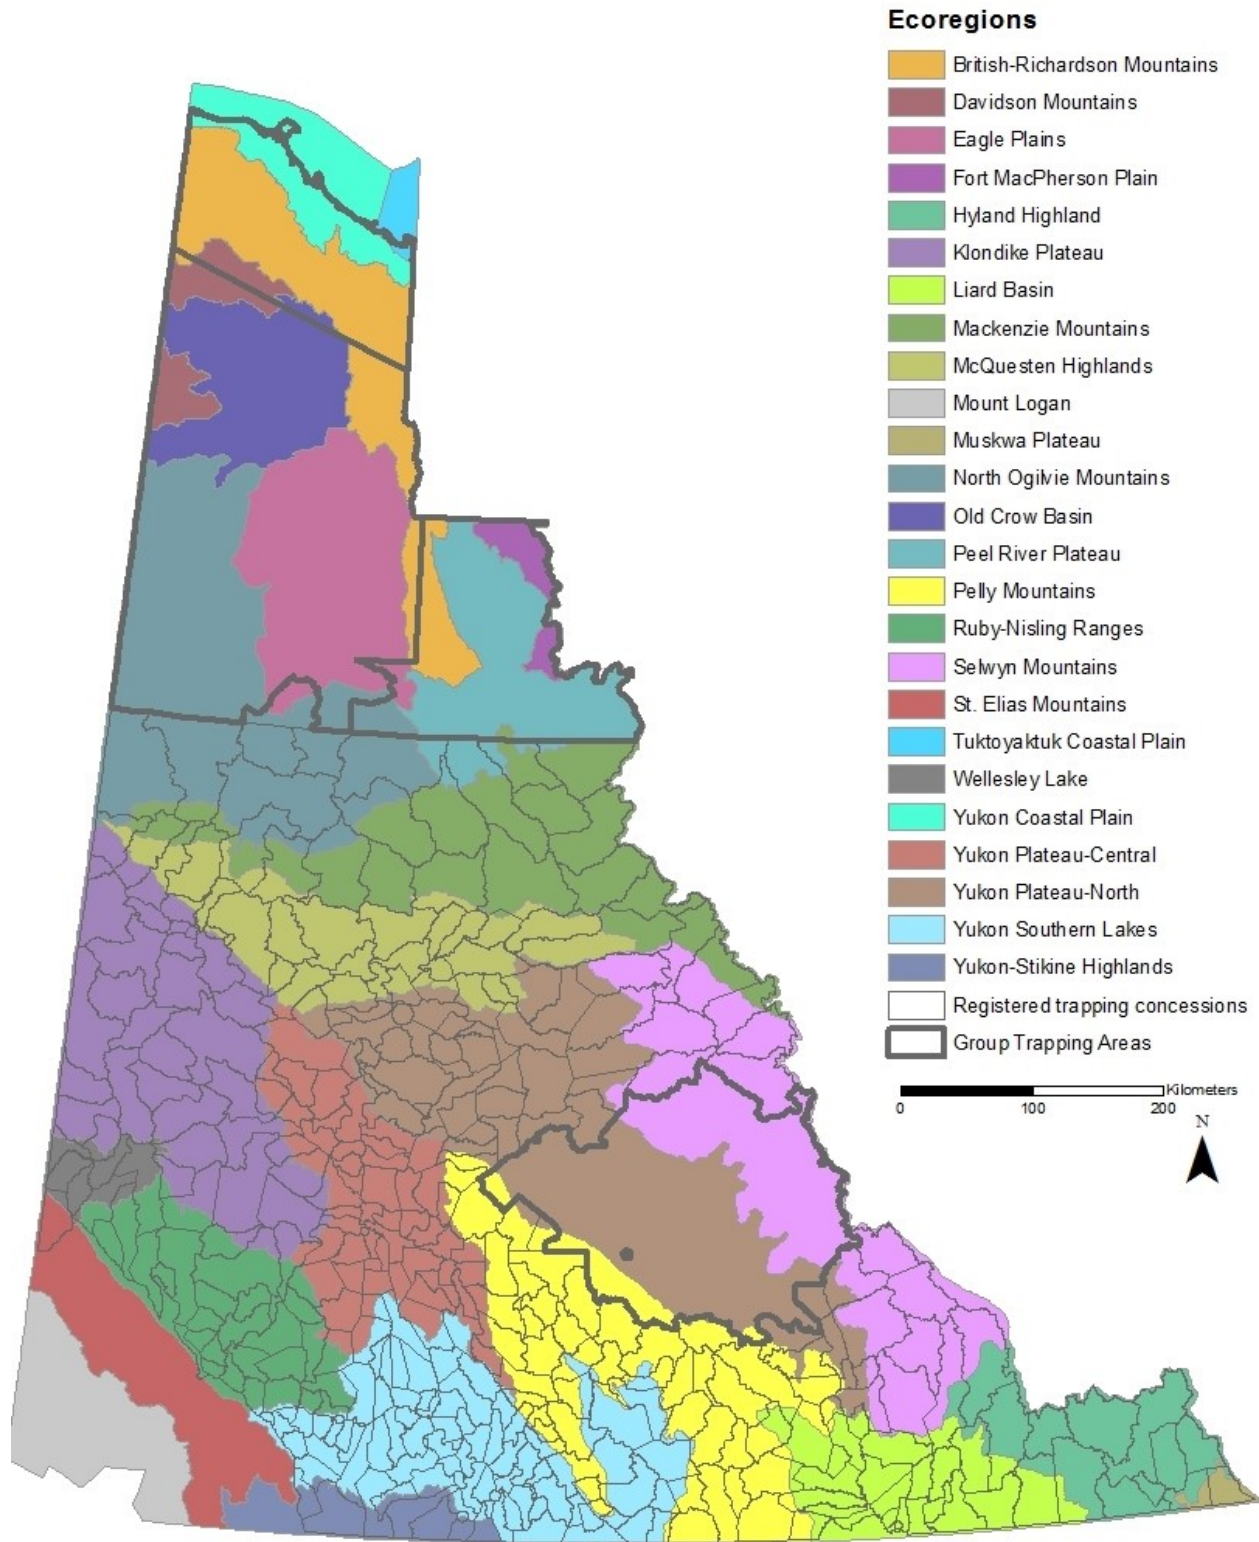 Ecoregions
British-Richardson Mountains
Davidson Mountains
Eagle Plains
Fort MacPherson Plain
Hyland Highland
Klondike Plateau
Liard Basin
Mackenzie Mountains
McQuesten Highlands
Mount Logan
Muskwa Plateau
North Ogilvie Mountains
Old Crow Basin
Peel River Plateau
Pelly Mountains
Ruby-Nisling Ranges
Selwyn Mountains
St. Elias Mountains
Tuktoyaktuk Coastal Plain
Wellesley Lake
Yukon Coastal Plain
Yukon Plateau-Central
Yukon Plateau-North
Yukon Southern Lakes
Yukon-Stikine Highlands
Registered trapping concessions
Group Trapping Areas
Kilometers
0 100 200
N